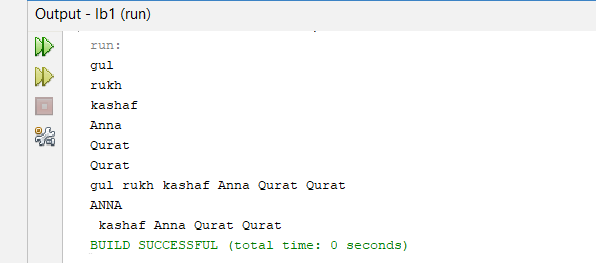 Output - lb1 (run)
run:
gul
rukh
kashaf
Anna
Qurat
Qurat
gul rukh kashaf Anna Qurat Qurat
ANNA
 kashaf Anna Qurat Qurat
BUILD SUCCESSFUL (total time: 0 seconds)